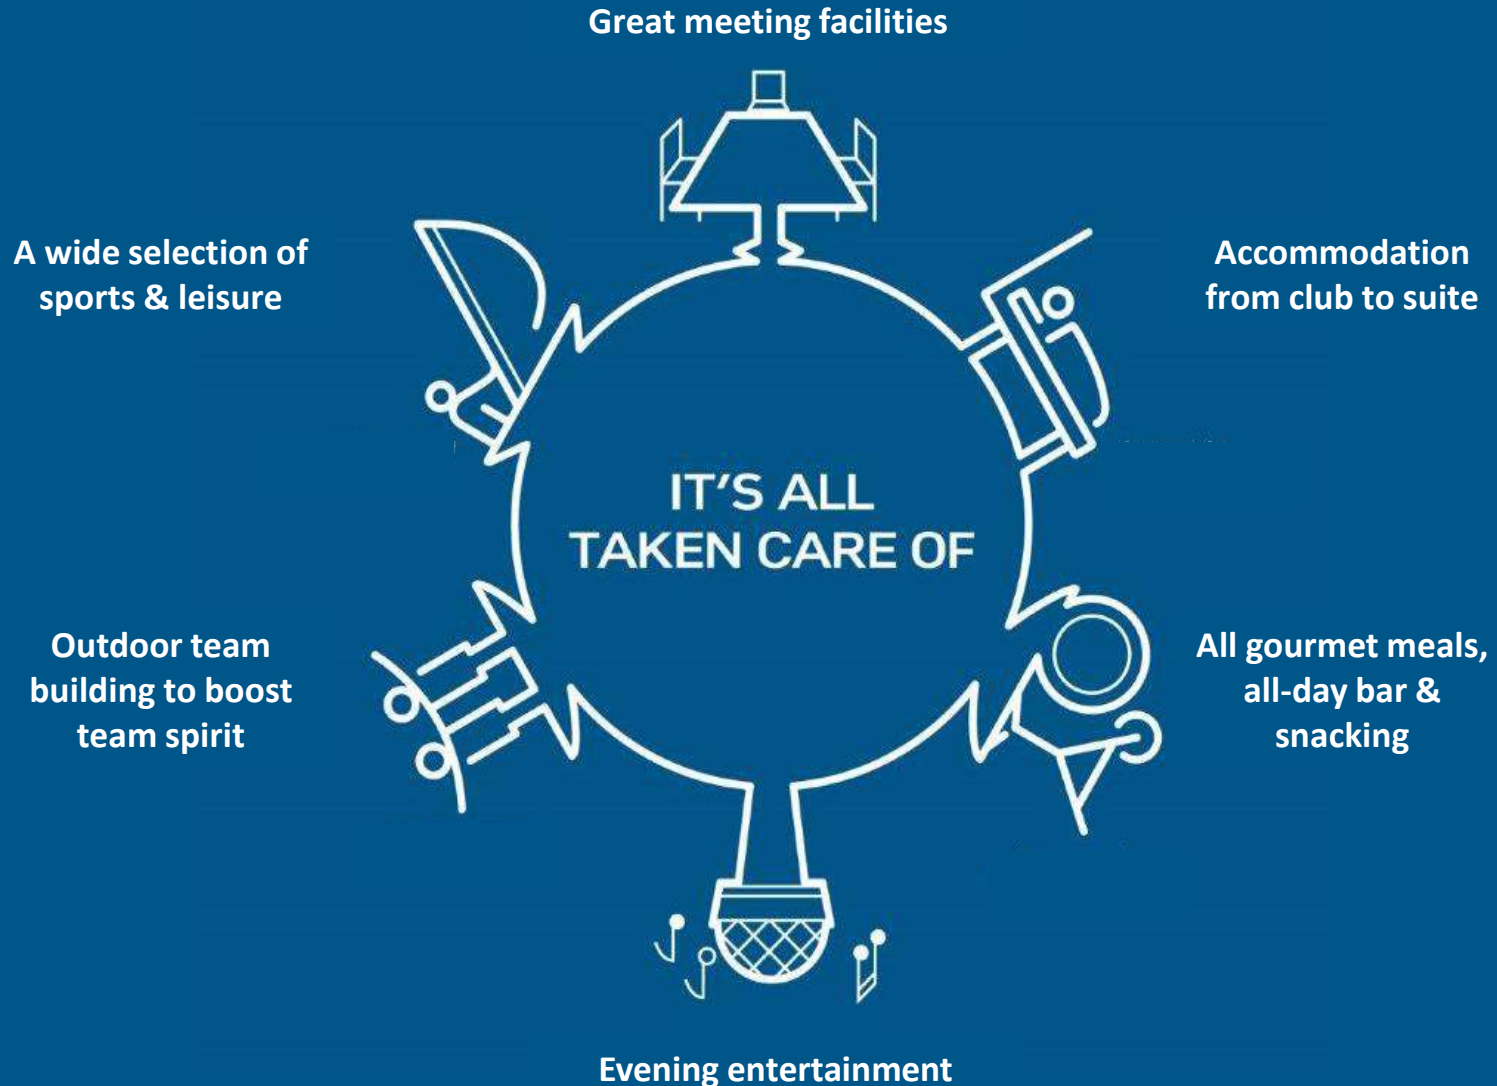 Great meeting facilities
A wide selection of
sports & leisure
Accommodation
from club to suite
IT'S ALL
TAKEN CARE OF
Outdoor team
building to boost
team spirit
All gourmet meals,
all-day bar &
snacking
Evening entertainment